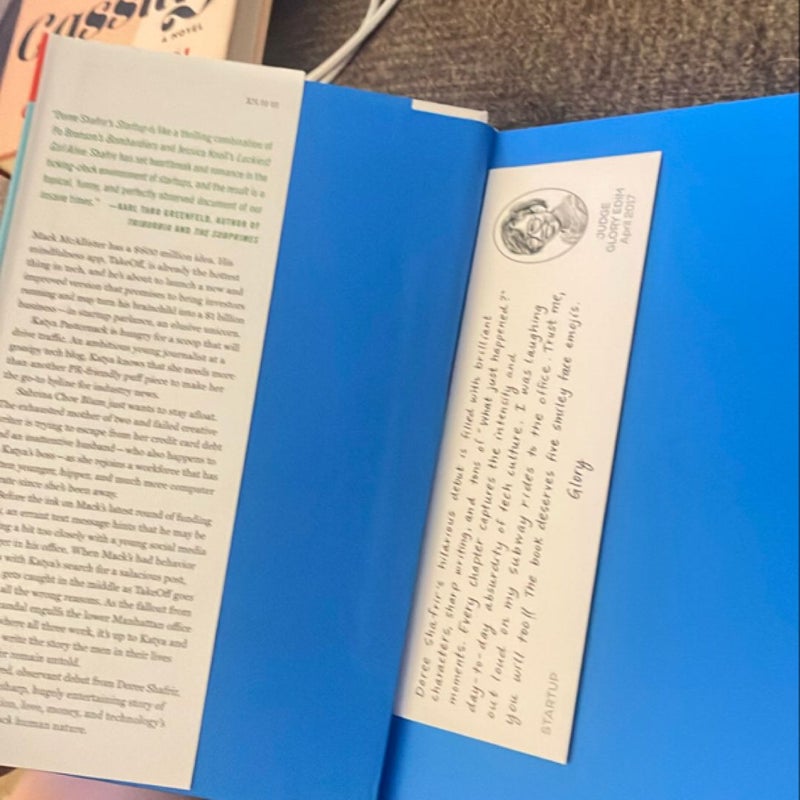 Cassidy
A NOVEL
"Doree Shafrir's Startup is like a thrilling combination of
Po Bronson's Bombardiers and Jessica Knoll's Luckiest
Girl Alive. Shafrir has set heartbreak and romance in the
ticking-clock environment of startups, and the result is a
topical, funny, and perfectly observed document of our
insane times." —KARL TARO GREENFELD, AUTHOR OF
TRIBURBIA AND THE SUBPRIMES
Mack McAllister has a $600 million idea. His
mindfulness app, TakeOff, is already the hottest
thing in tech, and he's about to launch a new and
improved version that promises to bring investors
running and may turn his brainchild into a $1 billion
business—in startup parlance, an elusive unicorn.
Katya Pasternack is hungry for a scoop that will
drive traffic. An ambitious young journalist at a
gossipy tech blog, Katya knows that she needs more
than another PR-friendly puff piece to make her
the go-to byline for industry news.
Sabrina Choe Blum just wants to stay afloat.
The exhausted mother of two and failed creative
writer is trying to escape from her credit card debt
and an inattentive husband—who also happens to
Katya's boss—as she rejoins a workforce that has
younger, hipper, and much more computer
since she's been away.
Before the ink on Mack's latest round of funding
an errant text message hints that he may be
a bit too closely with a young social media
in his office. When Mack's bad behavior
with Katya's search for a salacious post,
gets caught in the middle as TakeOff goes
all the wrong reasons. As the fallout from
scandal engulfs the lower Manhattan office
where all three work, it's up to Katya and
write the story the men in their lives
remain untold.
observant debut from Doree Shafrir,
sharp, hugely entertaining story of
love, money, and technology's
human nature.
JUDGE
GLORY EDIM
April 2017
Doree Shafrir's hilarious debut is filled with brilliant
characters, sharp writing, and tons of "what just happened?"
moments. Every chapter captures the intensity and
day-to-day absurdity of tech culture. I was laughing
out loud on my subway rides to the office. Trust me,
you will too!! The book deserves five smiley face emojis.
Glory
STARTUP